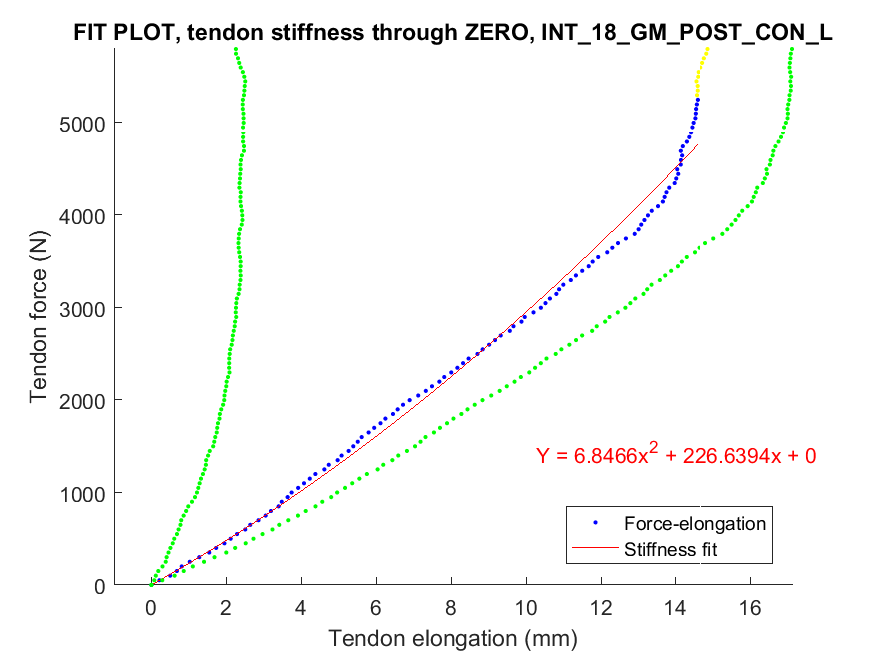 FIT PLOT, tendon stiffness through ZERO, INT_18_GM_POST_CON_L
Tendon force (N)
5000
4000
3000
2000
1000
0
Y = 6.8466x² + 226.6394x + 0
Force-elongation
Stiffness fit
0 2 4 6 8 10 12 14 16
Tendon elongation (mm)